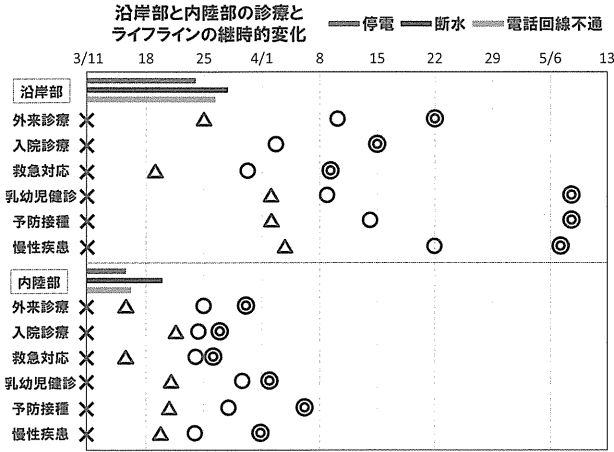 沿岸部と内陸部の診療と
ライフラインの継時的変化
停電 断水 電話回線不通
3/11 18 25 4/1 8 15 22 29 5/6 13
沿岸部
外来診療
入院診療
救急対応
乳幼児健診
予防接種
慢性疾患
内陸部
外来診療
入院診療
救急対応
乳幼児健診
予防接種
慢性疾患